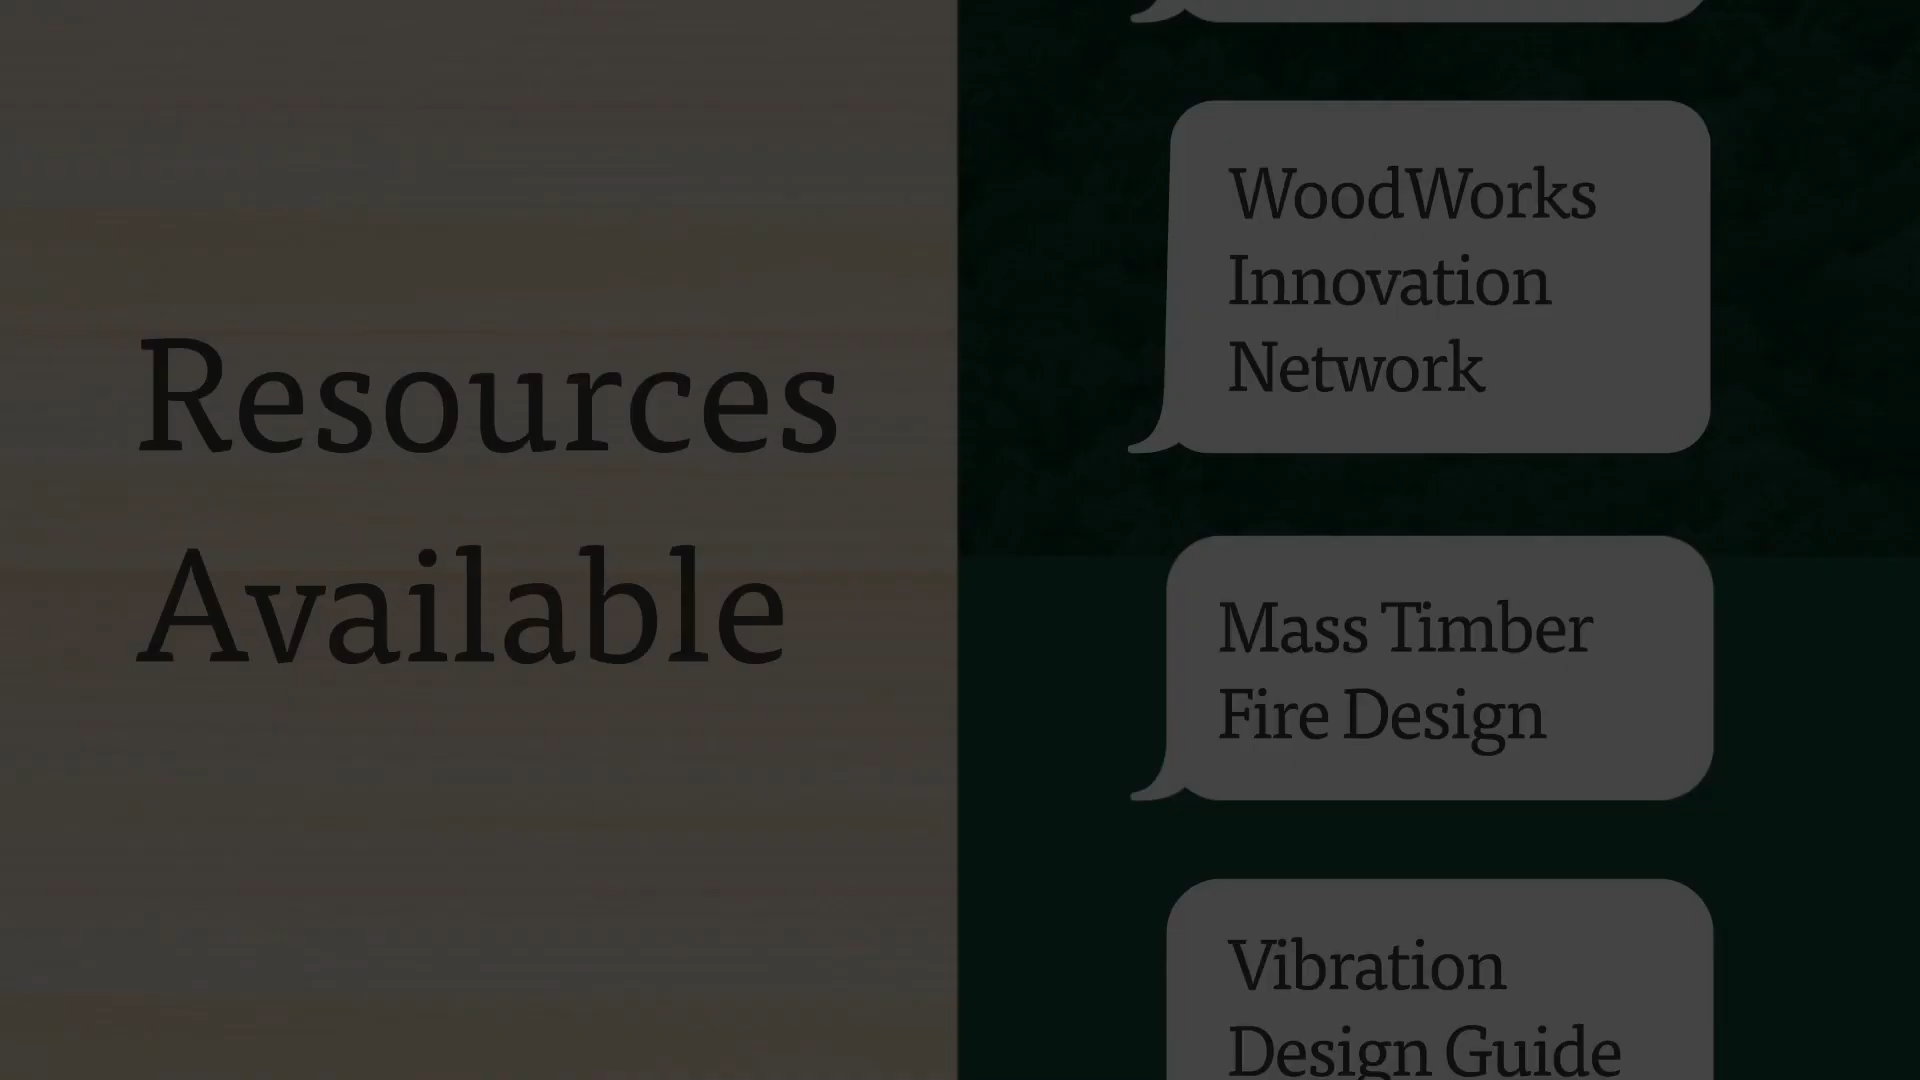 Resources
Available
WoodWorks
Innovation
Network
Mass Timber
Fire Design
Vibration
Design Guide